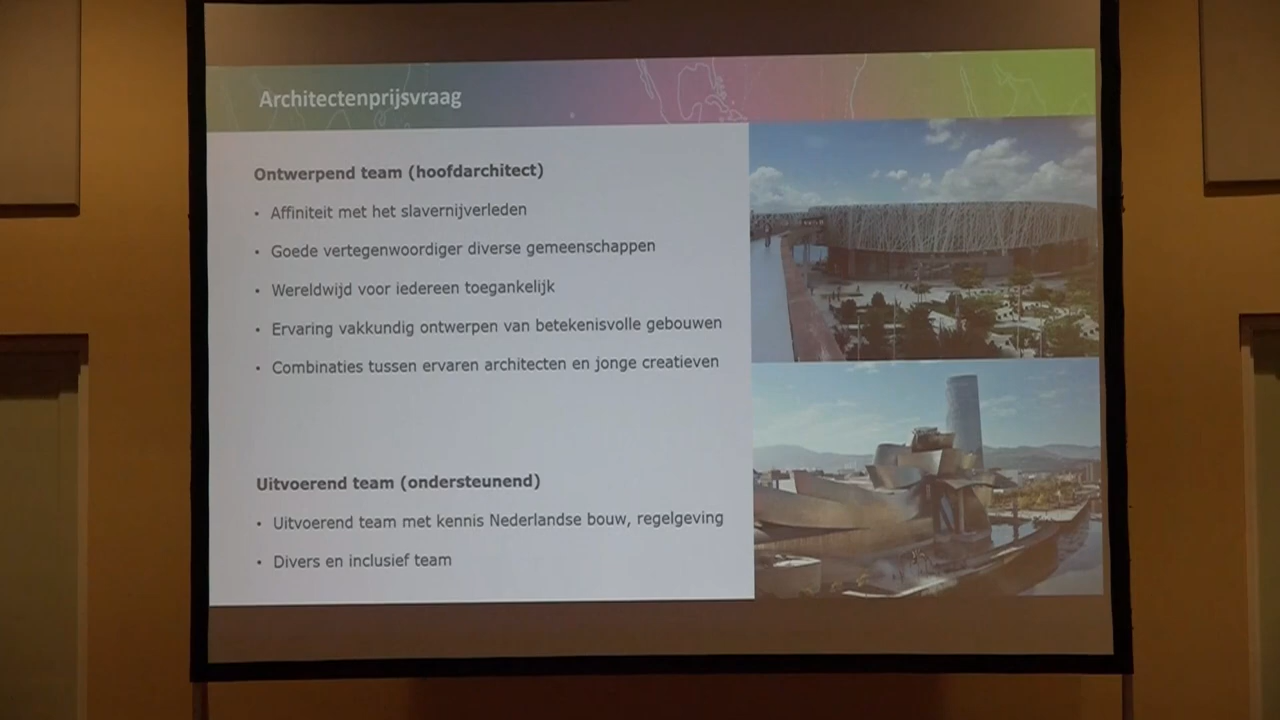 Architectenprijsvraag
Ontwerpend team (hoofdarchitect)
• Affiniteit met het slavernijverleden
• Goede vertegenwoordiger diverse gemeenschappen
• Wereldwijd voor iedereen toegankelijk
• Ervaring vakkundig ontwerpen van betekenisvolle gebouwen
• Combinaties tussen ervaren architecten en jonge creatieven
Uitvoerend team (ondersteunend)
• Uitvoerend team met kennis Nederlandse bouw, regelgeving
• Divers en inclusief team